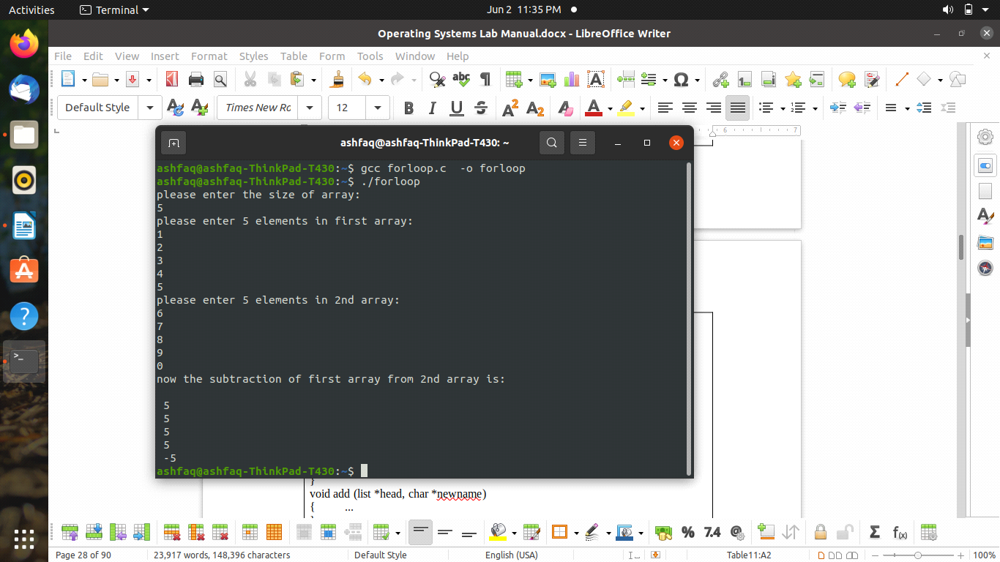 Activities Terminal Jun 2 11:35 PM
Operating Systems Lab Manual.docx - LibreOffice Writer
File Edit View Insert Format Styles Table Form Tools Window Help
Default Style Times New Ro 12
6 7
ashfaq@ashfaq-ThinkPad-T430: ~
ashfaq@ashfaq-ThinkPad-T430:~$ gcc forloop.c  -o forloop
ashfaq@ashfaq-ThinkPad-T430:~$ ./forloop
please enter the size of array:
5
please enter 5 elements in first array:
1
2
3
4
5
please enter 5 elements in 2nd array:
6
7
8
9
0
now the subtraction of first array from 2nd array is:
5
5
5
5
-5
ashfaq@ashfaq-ThinkPad-T430:~$
}
void add (list *head, char *newname)
{ ...
Page 28 of 90 23,917 words, 148,396 characters Default Style English (USA) Table11:A2 100%